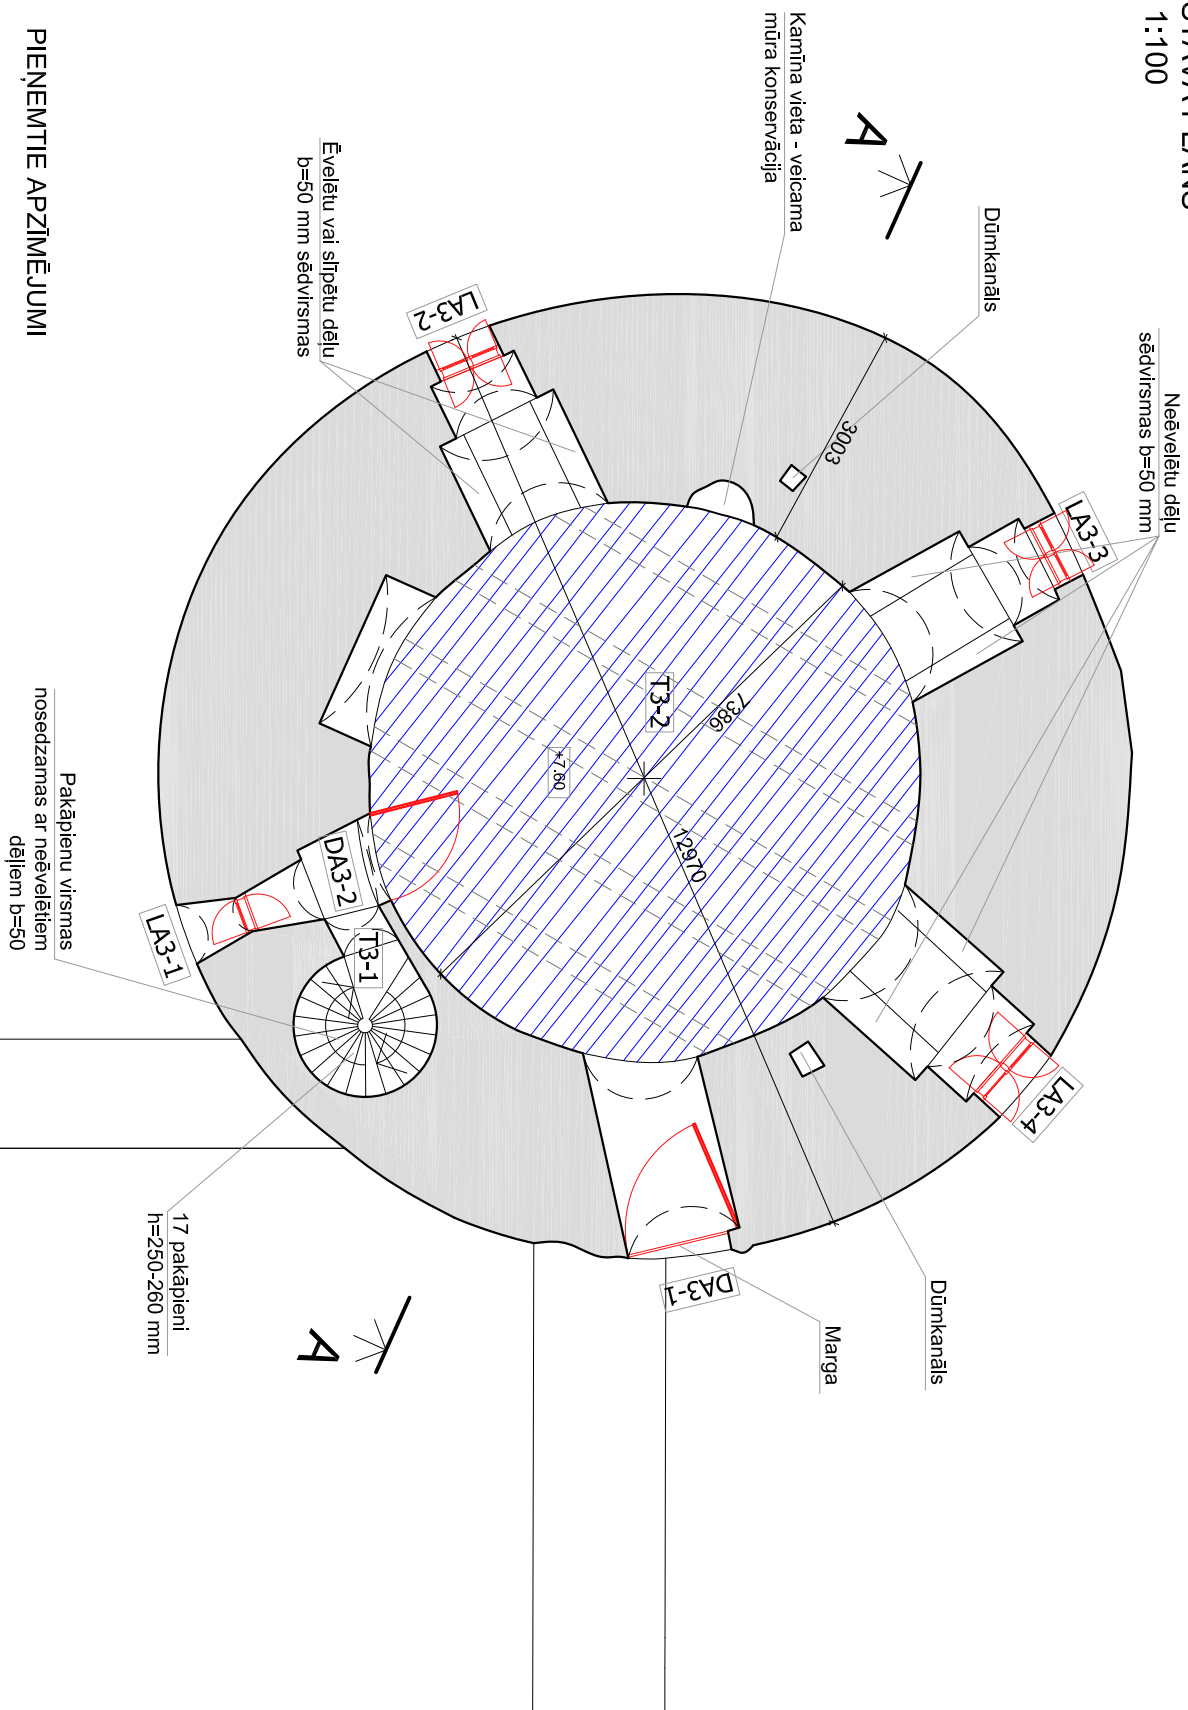 STĀVA PLĀNS
1:100
Neēvelētu dēļu
sēdvirsmas b=50 mm
Dūmkanāls
Kamīna vieta - veicama
mūra konservācija
A
Ēvelētu vai slīpētu dēļu
b=50 mm sēdvirsmas
LA3-2
LA3-3
3003
7386
T3-2
+7.60
12970
DA3-2
T3-1
LA3-1
LA3-4
DA3-1
Dūmkanāls
Marga
A
17 pakāpieni
h=250-260 mm
Pakāpienu virsmas
nosedzamas ar neēvelētiem
dēļiem b=50
PIEŅEMTIE APZĪMĒJUMI